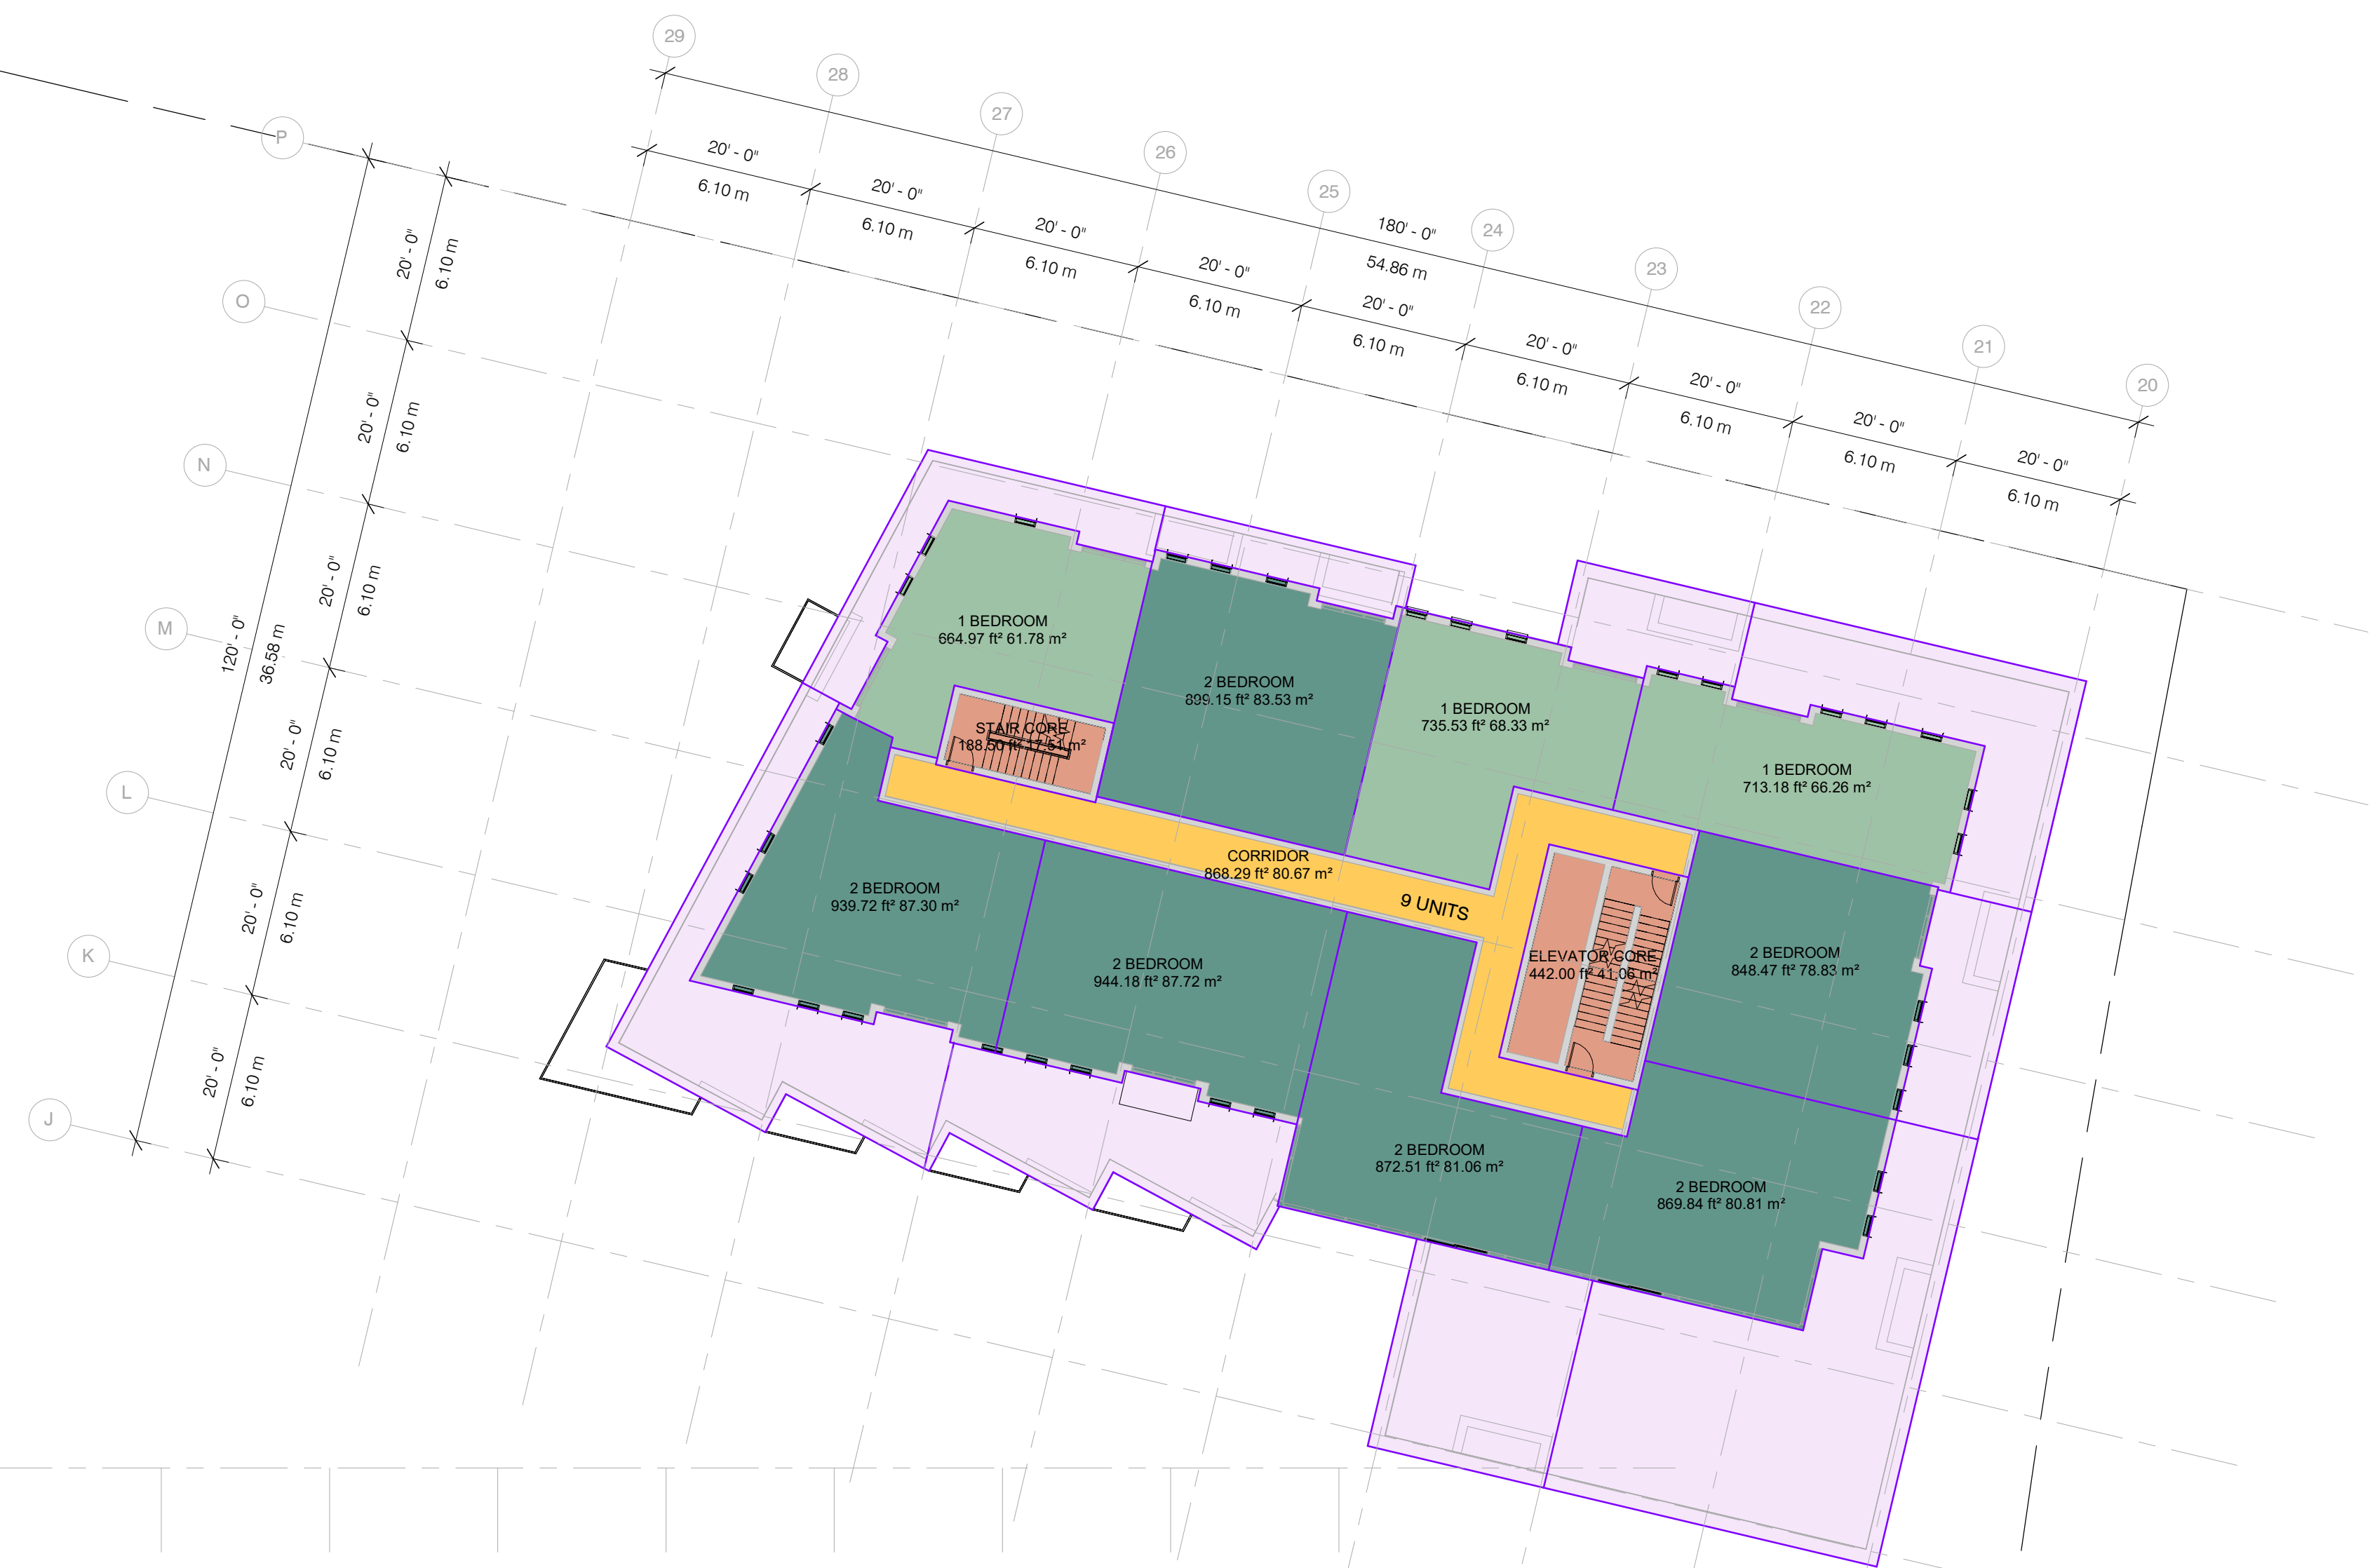 29
28
27
26
25
24
23
22
21
20
180' - 0"
54.86 m
20' - 0"
6.10 m
20' - 0"
6.10 m
20' - 0"
6.10 m
20' - 0"
6.10 m
20' - 0"
6.10 m
20' - 0"
6.10 m
20' - 0"
6.10 m
20' - 0"
6.10 m
20' - 0"
6.10 m
P
O
N
M
L
K
J
120' - 0"
36.58 m
20' - 0"
6.10 m
20' - 0"
6.10 m
20' - 0"
6.10 m
20' - 0"
6.10 m
20' - 0"
6.10 m
20' - 0"
6.10 m
1 BEDROOM
664.97 ft² 61.78 m²
2 BEDROOM
899.15 ft² 83.53 m²
1 BEDROOM
735.53 ft² 68.33 m²
1 BEDROOM
713.18 ft² 66.26 m²
STAIR CORE
188.50 ft² 17.51 m²
CORRIDOR
868.29 ft² 80.67 m²
9 UNITS
2 BEDROOM
939.72 ft² 87.30 m²
2 BEDROOM
944.18 ft² 87.72 m²
ELEVATOR CORE
442.00 ft² 41.06 m²
2 BEDROOM
848.47 ft² 78.83 m²
2 BEDROOM
872.51 ft² 81.06 m²
2 BEDROOM
869.84 ft² 80.81 m²